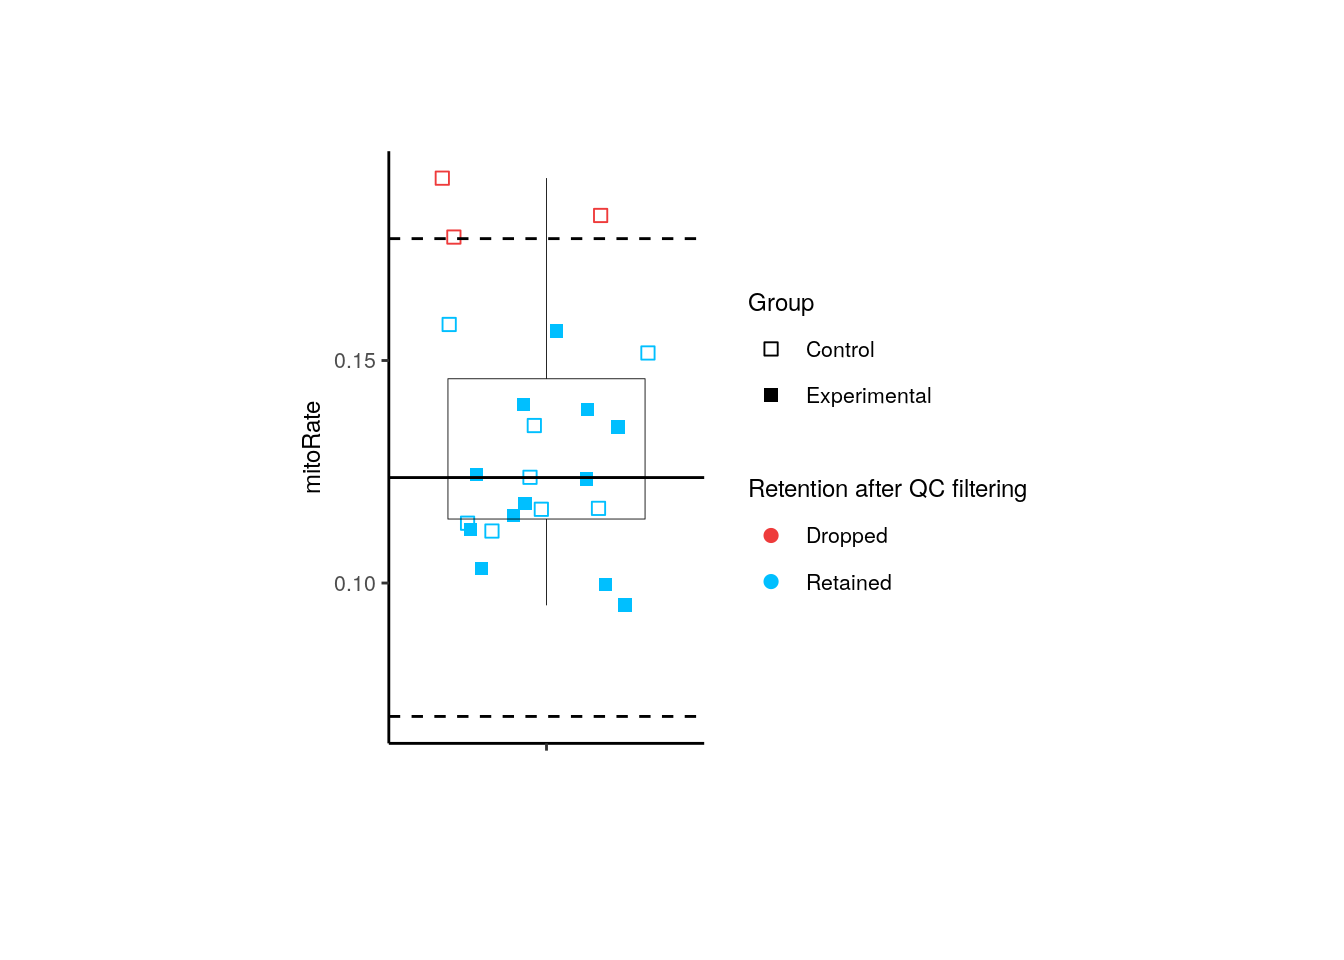 mitoRate
0.15
0.10
Group
Control
Experimental
Retention after QC filtering
Dropped
Retained